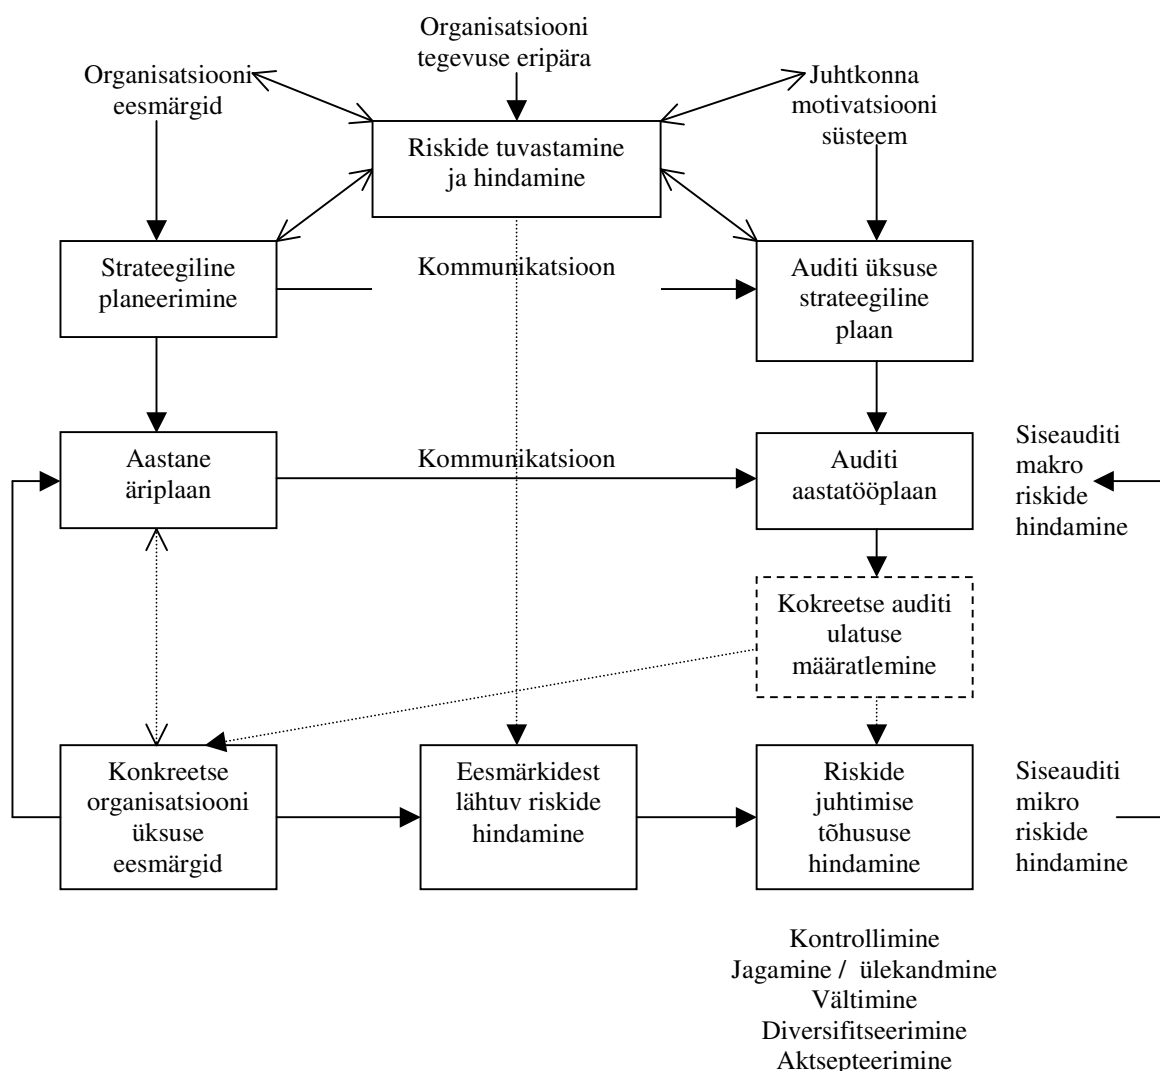 Organisatsiooni
tegevuse eripära
Organisatsiooni
eesmärgid
Juhtkonna
motivatsiooni
süsteem
Riskide tuvastamine
ja hindamine
Strateegiline
planeerimine
Kommunikatsioon
Auditi üksuse
strateegiline
plaan
Aastane
äriplaan
Kommunikatsioon
Auditi
aastatööplaan
Siseauditi
makro
riskide
hindamine
Kokreetse auditi
ulatuse
määratlemine
Konkreetse
organisatsiooni
üksuse
eesmärgid
Eesmärkidest
lähtuv riskide
hindamine
Riskide
juhtimise
tõhususe
hindamine
Siseauditi
mikro
riskide
hindamine
Kontrollimine
Jagamine / ülekandmine
Vältimine
Diversifitseerimine
Aktsepteerimine